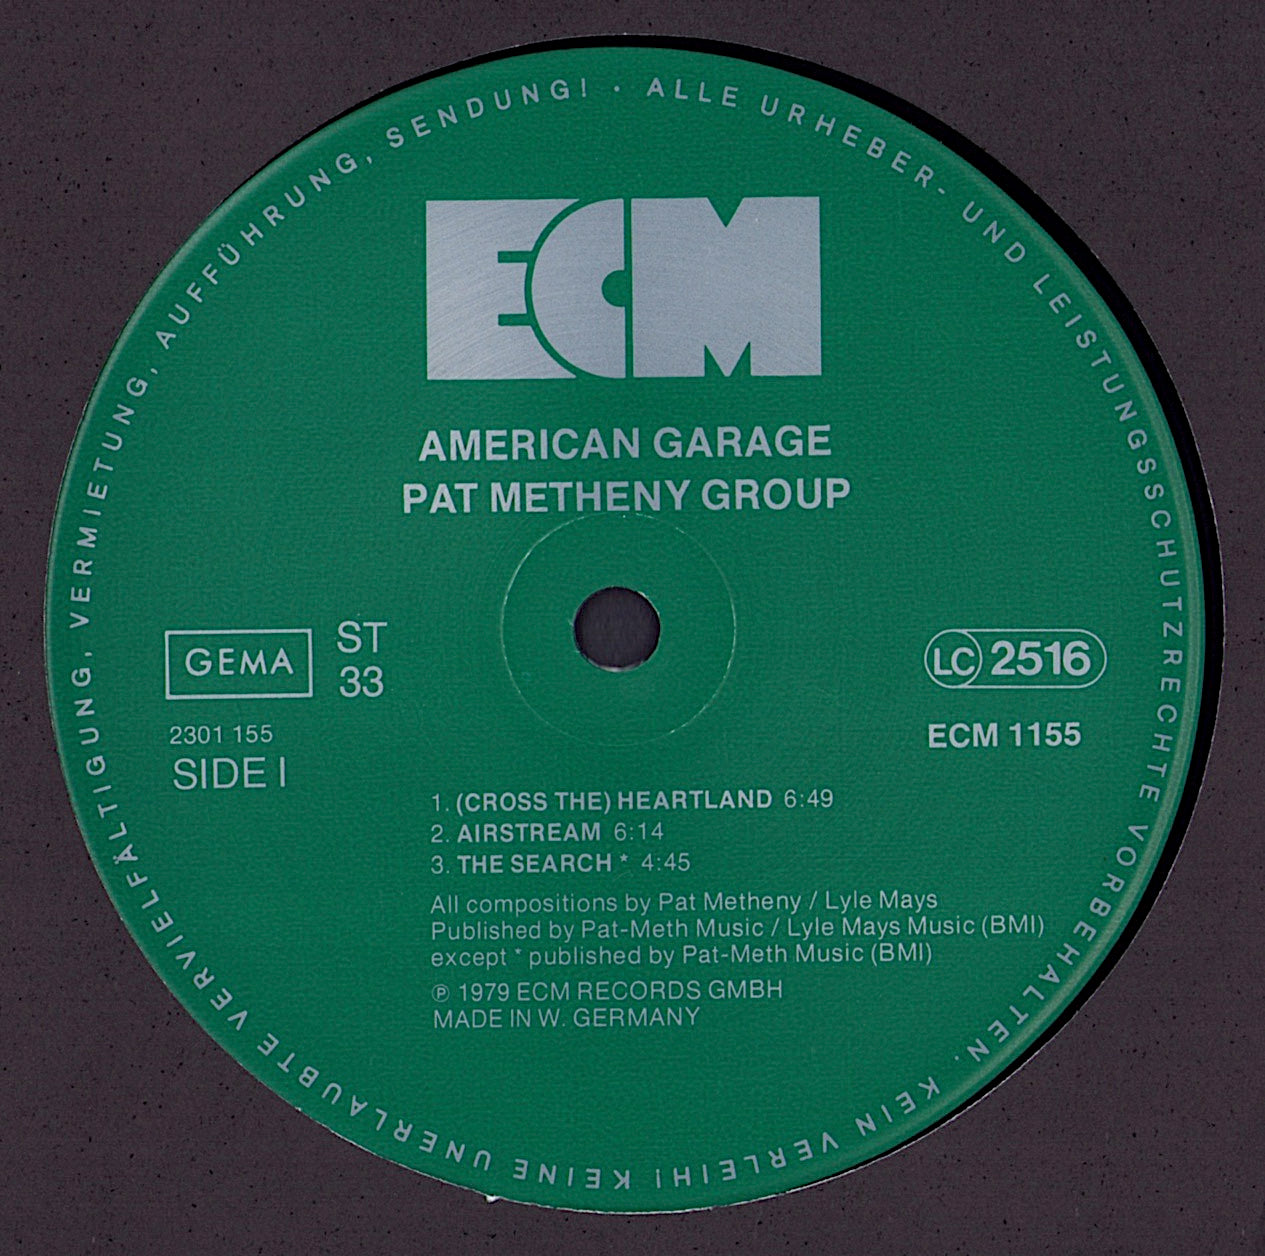 ALLE URHEBER- UND LEISTUNGSSCHUTZRECHTE VORBEHALTEN. KEIN VERLEIH! KEINE UNERLAUBTE VERVIELFÄLTIGUNG, VERMIETUNG, AUFFÜHRUNG, SENDUNG! ·
ECM
AMERICAN GARAGE
PAT METHENY GROUP
GEMA
ST
33
LC 2516
2301 155
SIDE I
ECM 1155
1. (CROSS THE) HEARTLAND 6:49
2. AIRSTREAM 6:14
3. THE SEARCH * 4:45
All compositions by Pat Metheny / Lyle Mays
Published by Pat-Meth Music / Lyle Mays Music (BMI)
except * published by Pat-Meth Music (BMI)
℗ 1979 ECM RECORDS GMBH
MADE IN W. GERMANY